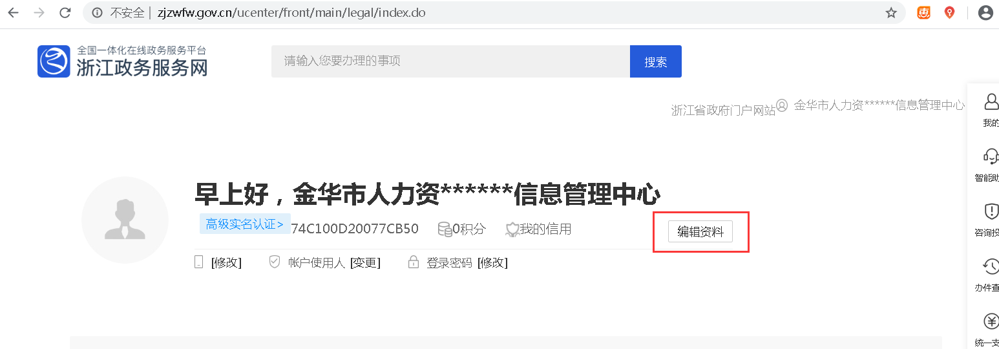 不安全 | zjzwfw.gov.cn/ucenter/front/main/legal/index.do
惠
全国一体化在线政务服务平台
浙江政务服务网
请输入您要办理的事项
搜索
浙江省政府门户网站 金华市人力资******信息管理中心
我的
智能助
咨询投
办件查
统一支
早上好，金华市人力资******信息管理中心
高级实名认证> 74C100D20077CB50 0积分 我的信用
编辑资料
[修改] 帐户使用人 [变更] 登录密码 [修改]